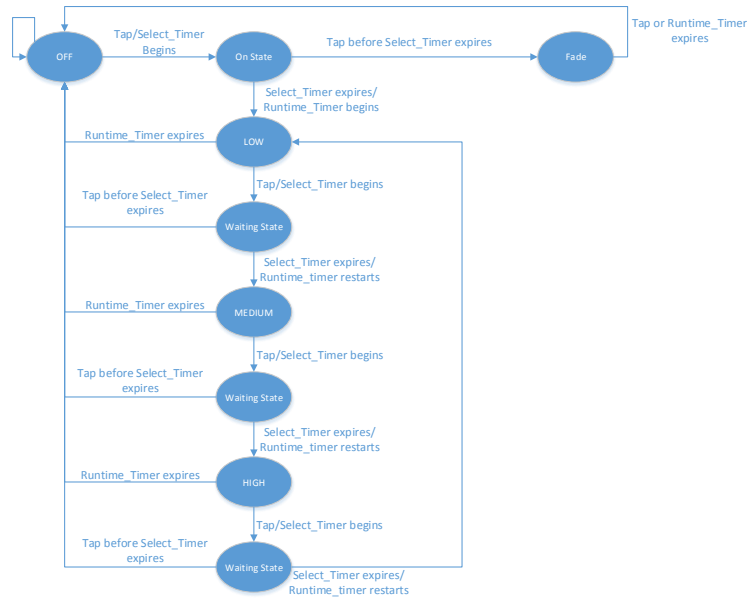 Tap or Runtime_Timer
expires
Tap/Select_Timer
Begins
Tap before Select_Timer expires
OFF
On State
Fade
Select_Timer expires/
Runtime_Timer begins
Runtime_Timer expires
LOW
Tap/Select_Timer begins
Tap before Select_Timer
expires
Waiting State
Select_Timer expires/
Runtime_timer restarts
Runtime_Timer expires
MEDIUM
Tap/Select_Timer begins
Tap before Select_Timer
expires
Waiting State
Select_Timer expires/
Runtime_timer restarts
Runtime_Timer expires
HIGH
Tap/Select_Timer begins
Tap before Select_Timer
expires
Waiting State
Select_Timer expires/
Runtime_timer restarts